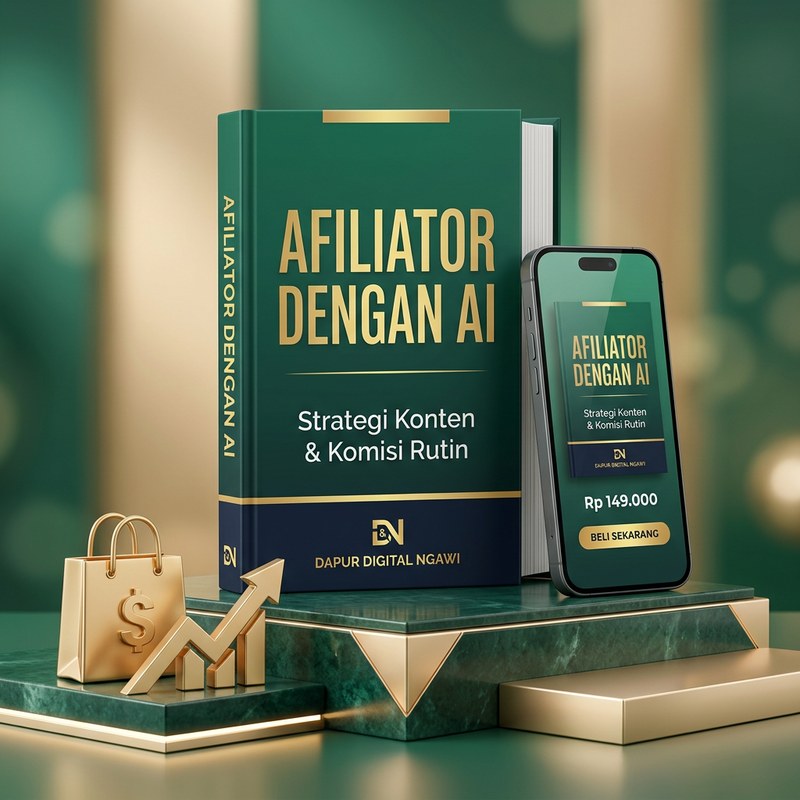 AFILIATOR DENGAN AI
AFILIATOR
DENGAN AI
Strategi Konten
& Komisi Rutin
D&N
DAPUR DIGITAL NGAWI
D&N
$
AFILIATOR
DENGAN AI
Strategi Konten
& Komisi Rutin
DN
DAPUR DIGITAL NGAWI
Rp 149.000
BELI SEKARANG